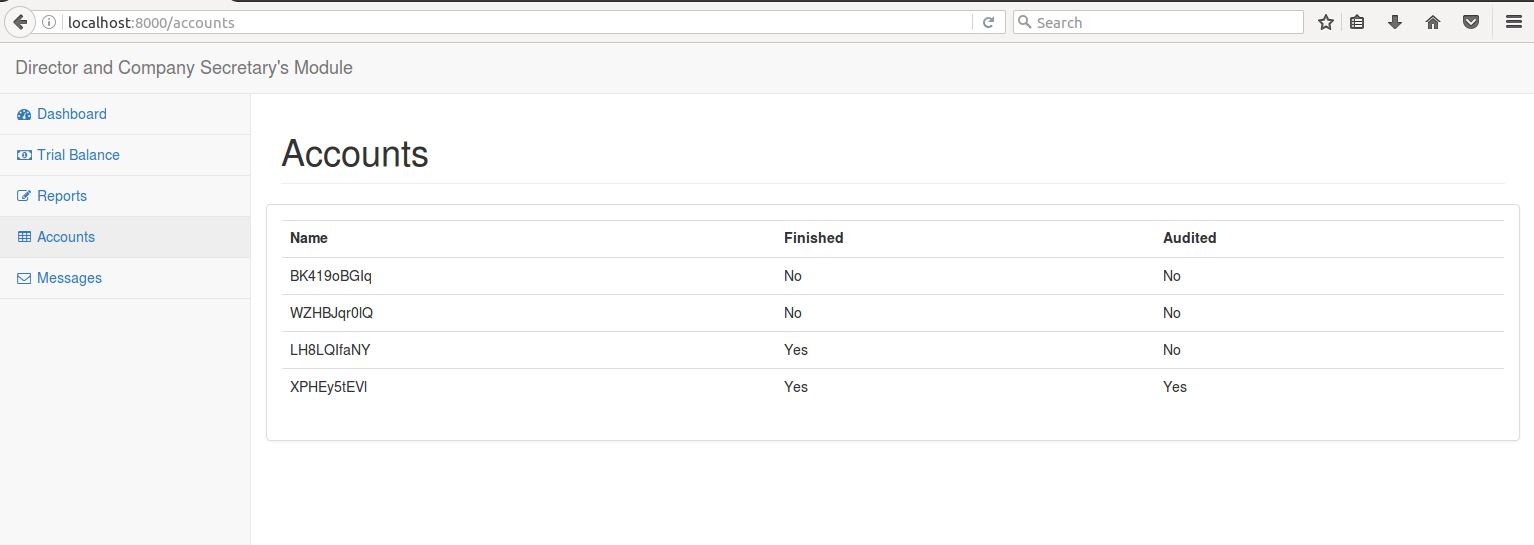 localhost:8000/accounts
Search
Director and Company Secretary's Module
Dashboard
Trial Balance
Reports
Accounts
Messages
Accounts
Name Finished Audited
BK419oBGIq No No
WZHBJqr0lQ No No
LH8LQIfaNY Yes No
XPHEy5tEVl Yes Yes